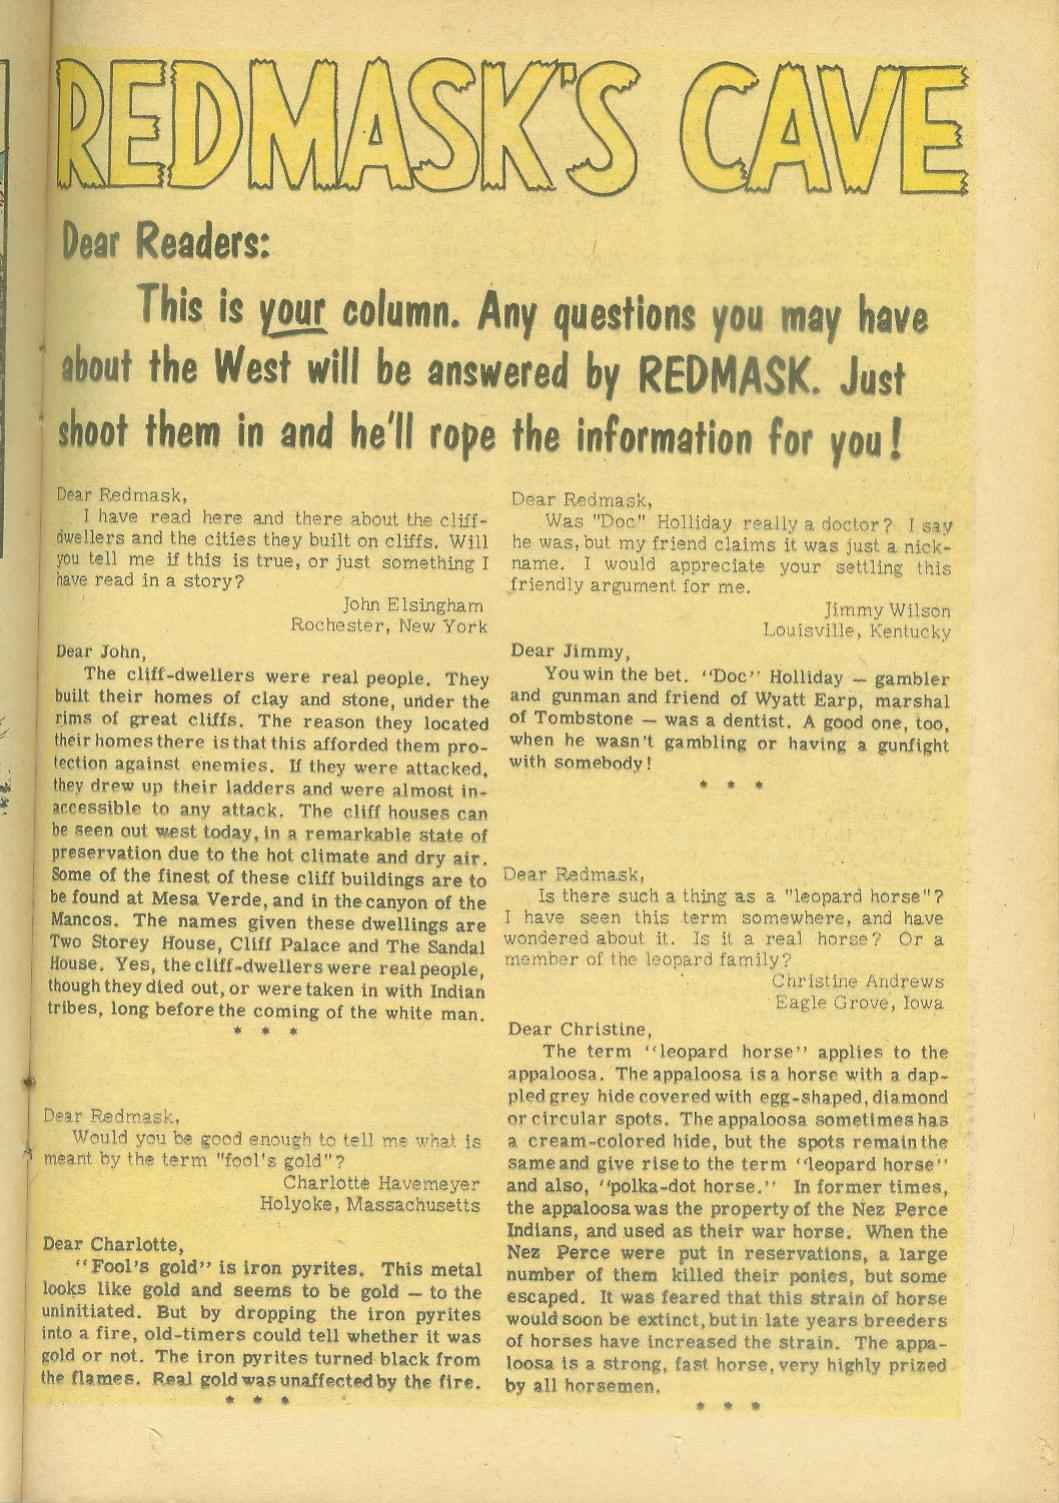 REDMASK'S CAVE
Dear Readers:
This is your column. Any questions you may have
about the West will be answered by REDMASK. Just
shoot them in and he'll rope the information for you!
Dear Redmask,
I have read here and there about the cliff-
dwellers and the cities they built on cliffs. Will
you tell me if this is true, or just something I
have read in a story?
John Elsingham
Rochester, New York
Dear John,
The cliff-dwellers were real people. They
built their homes of clay and stone, under the
rims of great cliffs. The reason they located
their homes there is that this afforded them pro-
tection against enemies. If they were attacked,
they drew up their ladders and were almost in-
accessible to any attack. The cliff houses can
be seen out west today, in a remarkable state of
preservation due to the hot climate and dry air.
Some of the finest of these cliff buildings are to
be found at Mesa Verde, and in the canyon of the
Mancos. The names given these dwellings are
Two Storey House, Cliff Palace and The Sandal
House. Yes, the cliff-dwellers were real people,
though they died out, or were taken in with Indian
tribes, long before the coming of the white man.
* * *
Dear Redmask,
Would you be good enough to tell me what is
meant by the term "fool's gold"?
Charlotte Havemeyer
Holyoke, Massachusetts
Dear Charlotte,
"Fool's gold" is iron pyrites. This metal
looks like gold and seems to be gold — to the
uninitiated. But by dropping the iron pyrites
into a fire, old-timers could tell whether it was
gold or not. The iron pyrites turned black from
the flames. Real gold was unaffected by the fire.
* * *
Dear Redmask,
Was "Doc" Holliday really a doctor? I say
he was, but my friend claims it was just a nick-
name. I would appreciate your settling this
friendly argument for me.
Jimmy Wilson
Louisville, Kentucky
Dear Jimmy,
You win the bet. "Doc" Holliday — gambler
and gunman and friend of Wyatt Earp, marshal
of Tombstone — was a dentist. A good one, too,
when he wasn't gambling or having a gunfight
with somebody!
* * *
Dear Redmask,
Is there such a thing as a "leopard horse"?
I have seen this term somewhere, and have
wondered about it. Is it a real horse? Or a
member of the leopard family?
Christine Andrews
Eagle Grove, Iowa
Dear Christine,
The term "leopard horse" applies to the
appaloosa. The appaloosa is a horse with a dap-
pled grey hide covered with egg-shaped, diamond
or circular spots. The appaloosa sometimes has
a cream-colored hide, but the spots remain the
same and give rise to the term "leopard horse"
and also, "polka-dot horse." In former times,
the appaloosa was the property of the Nez Perce
Indians, and used as their war horse. When the
Nez Perce were put in reservations, a large
number of them killed their ponies, but some
escaped. It was feared that this strain of horse
would soon be extinct, but in late years breeders
of horses have increased the strain. The appa-
loosa is a strong, fast horse, very highly prized
by all horsemen.
* * *